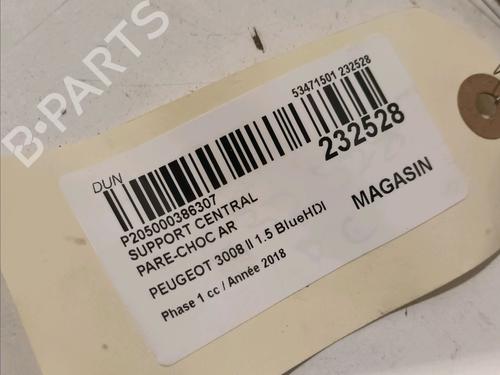 B-PARTS
53471501 232528
232528
DUN
P205000386307
SUPPORT CENTRAL
PARE-CHOC AR
MAGASIN
PEUGEOT 3008 II 1.5 BlueHDI
Phase 1 cc / Année 2018